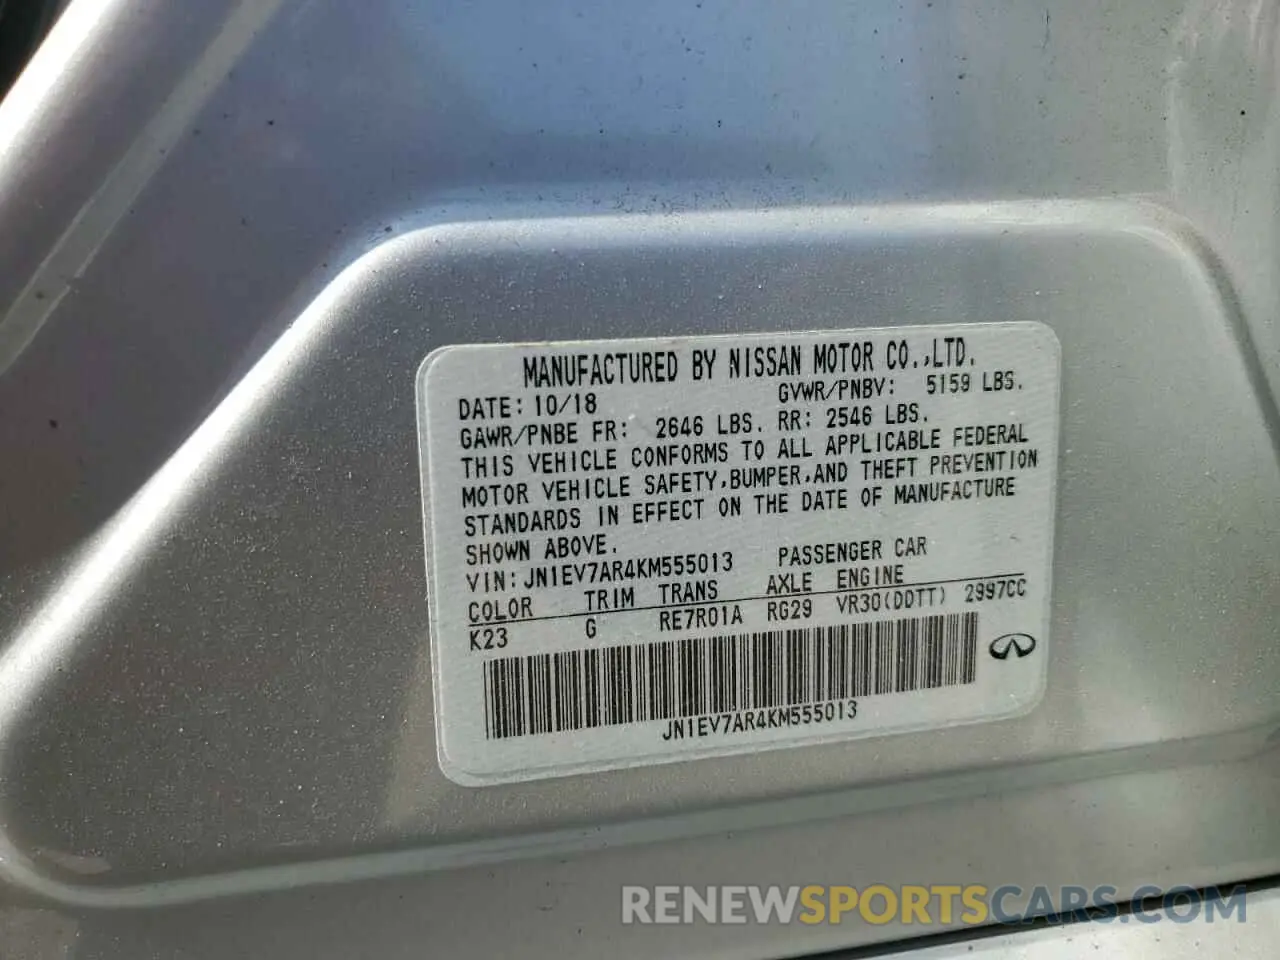 MANUFACTURED BY NISSAN MOTOR CO.,LTD.
DATE: 10/18 GVWR/PNBV: 5159 LBS.
GAWR/PNBE FR: 2646 LBS. RR: 2546 LBS.
THIS VEHICLE CONFORMS TO ALL APPLICABLE FEDERAL
MOTOR VEHICLE SAFETY,BUMPER,AND THEFT PREVENTION
STANDARDS IN EFFECT ON THE DATE OF MANUFACTURE
SHOWN ABOVE.
VIN:JN1EV7AR4KM555013 PASSENGER CAR
COLOR TRIM TRANS AXLE ENGINE
K23 G RE7R01A RG29 VR30(DDTT) 2997CC
JN1EV7AR4KM555013
RENEWSPORTSCARS.COM